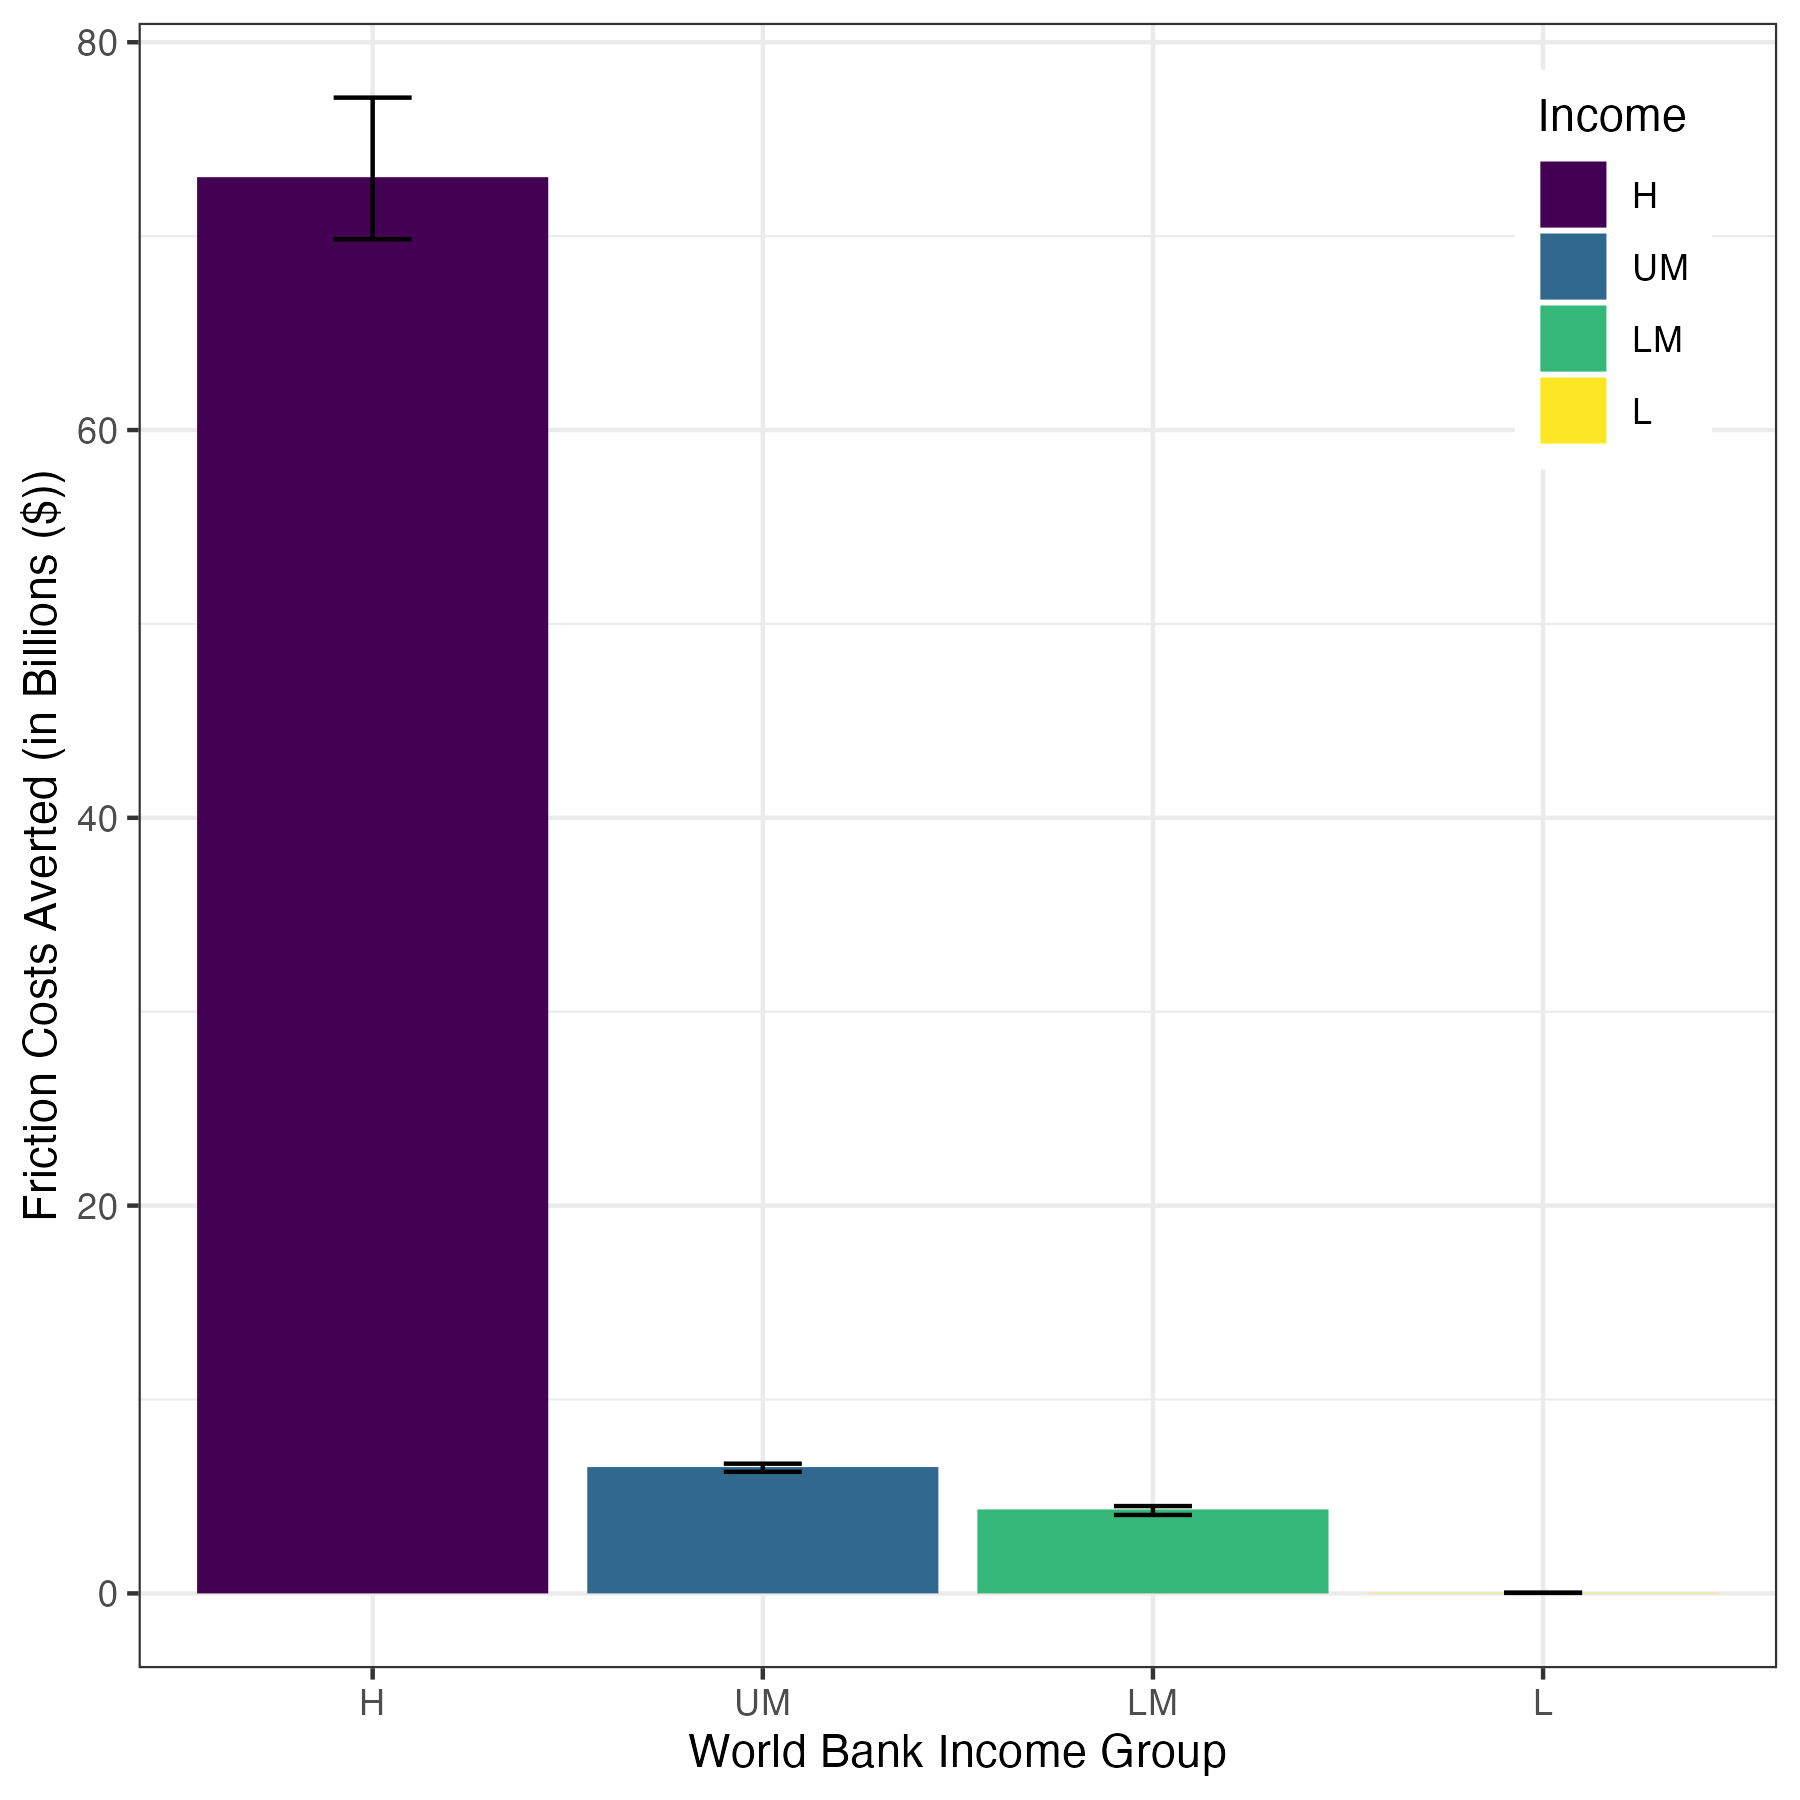 Friction Costs Averted (in Billions ($))
80
60
40
20
0
Income
H
UM
LM
L
H UM LM L
World Bank Income Group